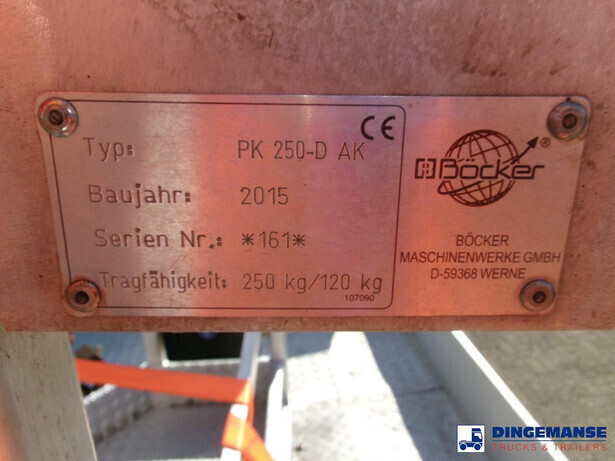 CE
Typ: PK 250-D AK
Baujahr: 2015
Serien Nr.: *161*
Tragfähigkeit: 250 kg/120 kg
107090
Böcker
BÖCKER
MASCHINENWERKE GMBH
D-59368 WERNE
DINGEMANSE
TRUCKS & TRAILERS